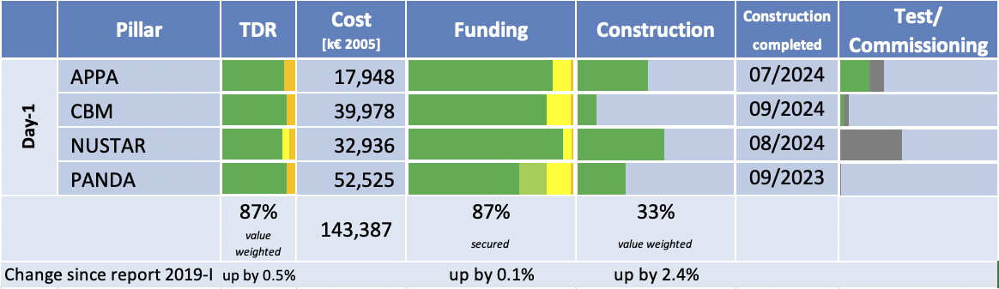 Pillar TDR Cost [k€ 2005] Funding Construction Construction completed Test/ Commissioning
Day-1
APPA 17,948 07/2024
CBM 39,978 09/2024
NUSTAR 32,936 08/2024
PANDA 52,525 09/2023
87% value weighted 143,387 87% secured 33% value weighted
Change since report 2019-I up by 0.5% up by 0.1% up by 2.4%